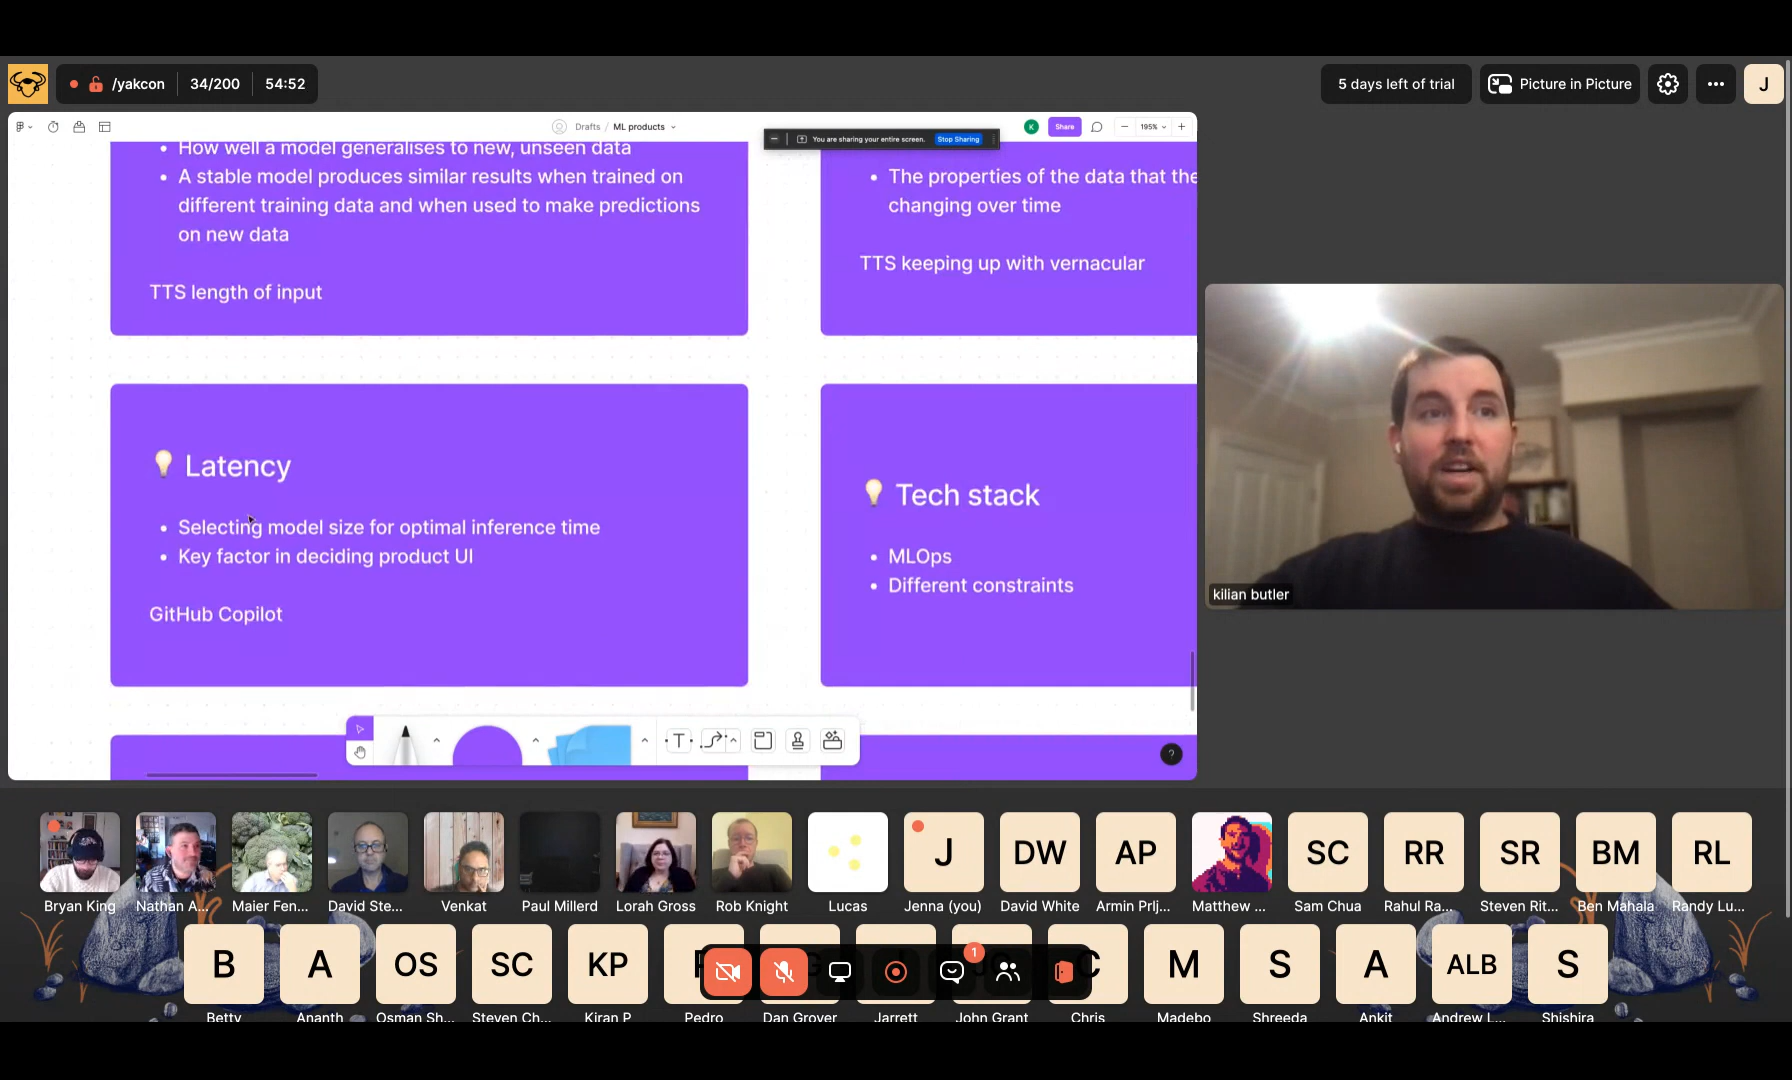 /yakcon
34/200
54:52
5 days left of trial
Picture in Picture
J
Drafts / ML products
You are sharing your entire screen.
Stop Sharing
K
Share
195%
• How well a model generalises to new, unseen data
• A stable model produces similar results when trained on
different training data and when used to make predictions
on new data
TTS length of input
• The properties of the data that the
changing over time
TTS keeping up with vernacular
💡 Latency
• Selecting model size for optimal inference time
• Key factor in deciding product UI
GitHub Copilot
💡 Tech stack
• MLOps
• Different constraints
T
?
kilian butler
J
DW
AP
SC
RR
SR
BM
RL
Bryan King
Nathan A...
Maier Fen...
David Ste...
Venkat
Paul Millerd
Lorah Gross
Rob Knight
Lucas
Jenna (you)
David White
Armin Prlj...
Matthew ...
Sam Chua
Rahul Ra...
Steven Rit...
Ben Mahala
Randy Lu...
B
A
OS
SC
KP
1
C
M
S
A
ALB
S
Betty
Ananth
Osman Sh...
Steven Ch...
Kiran P
Pedro
Dan Grover
Jarrett
John Grant
Chris
Madebo
Shreeda
Ankit
Andrew L...
Shishira